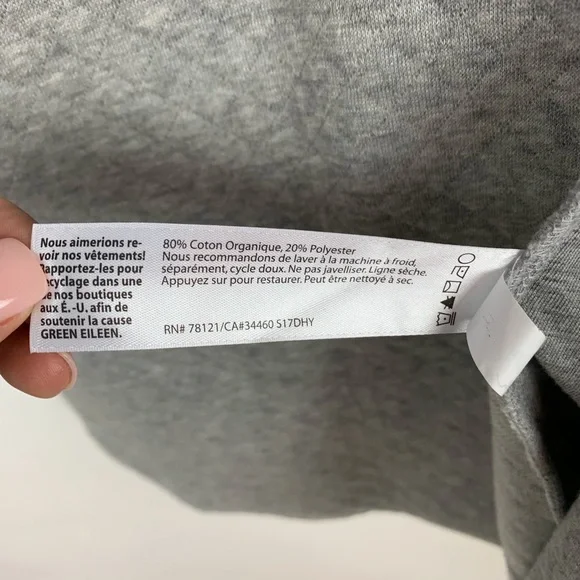 Nous aimerions re-
voir nos vêtements!
Rapportez-les pour
cyclage dans une
de nos boutiques
aux É.-U. afin de
soutenir la cause
GREEN EILEEN.
80% Coton Organique, 20% Polyester
Nous recommandons de laver à la machine à froid,
séparément, cycle doux. Ne pas javelliser. Ligne sèche.
Appuyez sur pour restaurer. Peut être nettoyé à sec.
RN# 78121/CA#34460 S17DHY